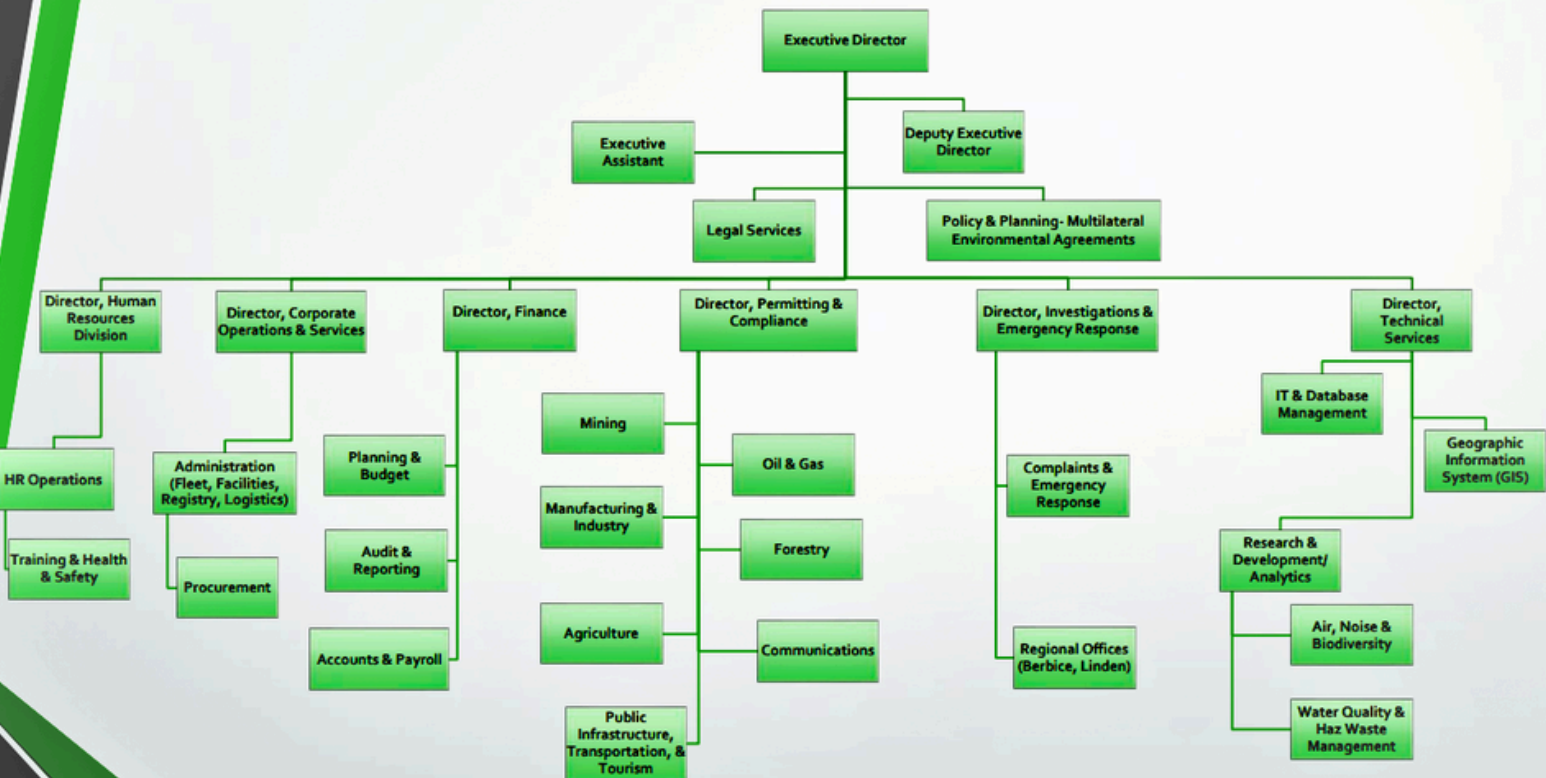 Executive Director
Deputy Executive
Director
Executive
Assistant
Legal Services
Policy & Planning- Multilateral
Environmental Agreements
Director, Human
Resources
Division
Director, Corporate
Operations & Services
Director, Finance
Director, Permitting &
Compliance
Director, Investigations &
Emergency Response
Director,
Technical
Services
HR Operations
Training & Health
& Safety
Administration
(Fleet, Facilities,
Registry, Logistics)
Procurement
Planning &
Budget
Audit &
Reporting
Accounts & Payroll
Mining
Oil & Gas
Manufacturing &
Industry
Forestry
Agriculture
Communications
Public
Infrastructure,
Transportation, &
Tourism
Complaints &
Emergency
Response
Regional Offices
(Berbice, Linden)
IT & Database
Management
Geographic
Information
System (GIS)
Research &
Development/
Analytics
Air, Noise &
Biodiversity
Water Quality &
Haz Waste
Management